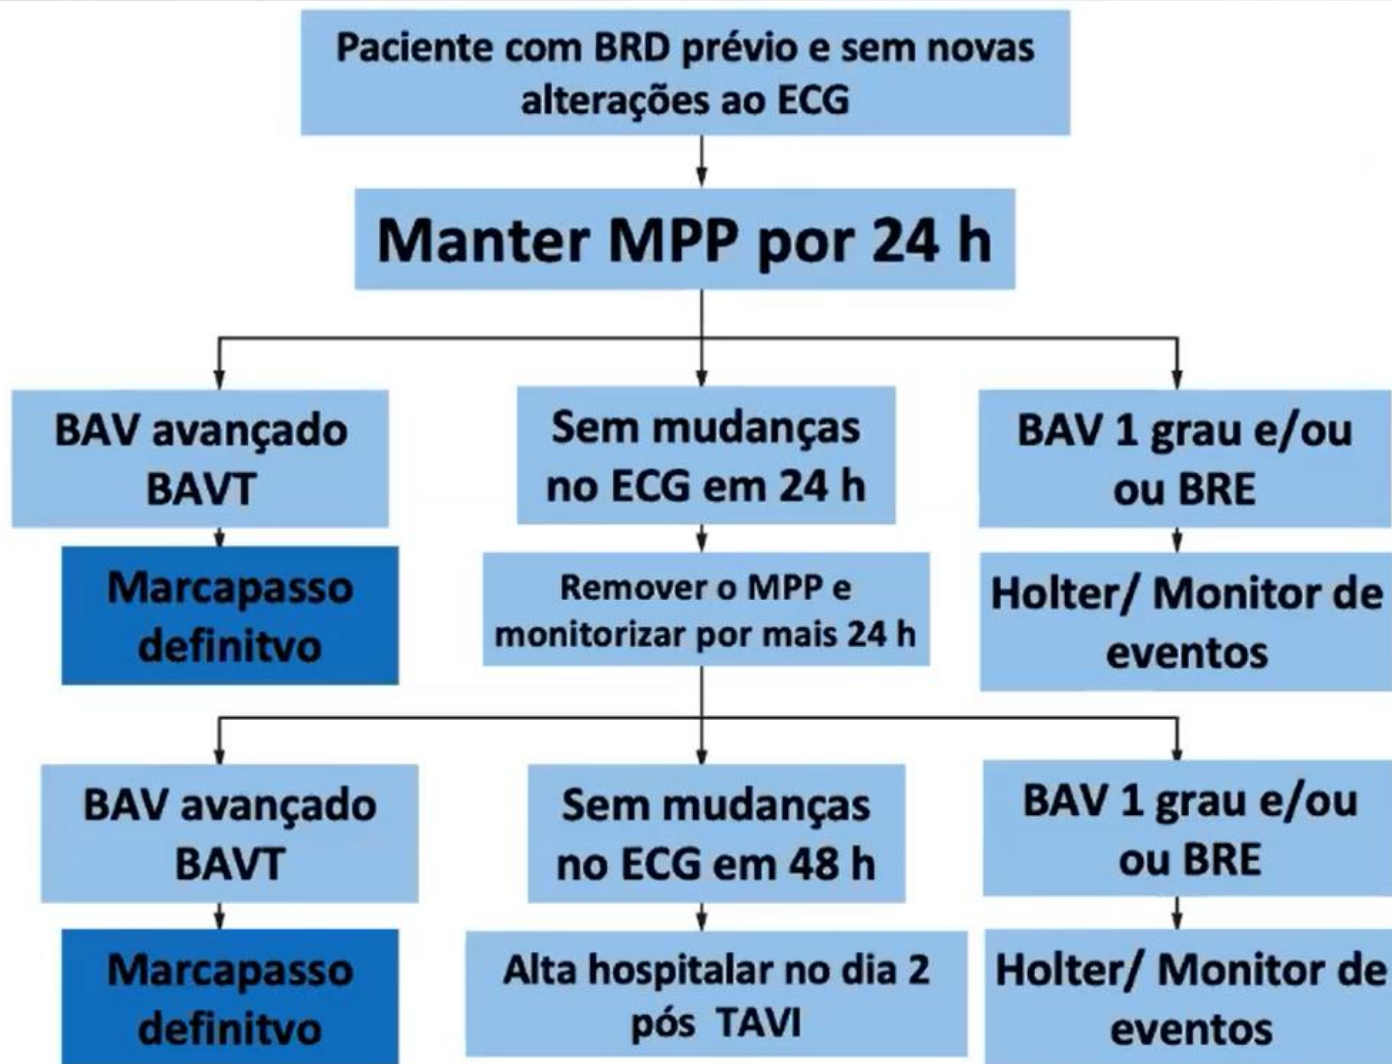 Paciente com BRD prévio e sem novas
alterações ao ECG
Manter MPP por 24 h
BAV avançado
BAVT
Sem mudanças
no ECG em 24 h
BAV 1 grau e/ou
ou BRE
Marcapasso
definitvo
Remover o MPP e
monitorizar por mais 24 h
Holter/ Monitor de
eventos
BAV avançado
BAVT
Sem mudanças
no ECG em 48 h
BAV 1 grau e/ou
ou BRE
Marcapasso
definitvo
Alta hospitalar no dia 2
pós TAVI
Holter/ Monitor de
eventos